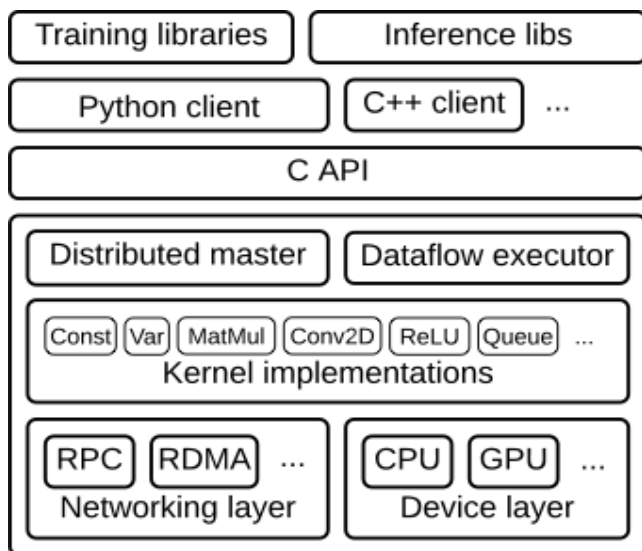 Training libraries Inference libs
Python client C++ client ...
C API
Distributed master Dataflow executor
Const Var MatMul Conv2D ReLU Queue ...
Kernel implementations
RPC RDMA ... CPU GPU ...
Networking layer Device layer